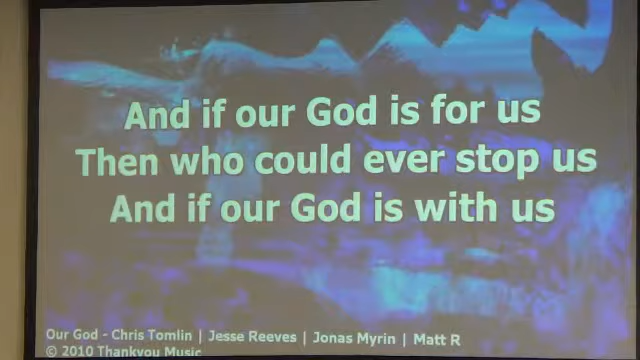 And if our God is for us
Then who could ever stop us
And if our God is with us
Our God - Chris Tomlin | Jesse Reeves | Jonas Myrin | Matt R
© 2010 Thankyou Music